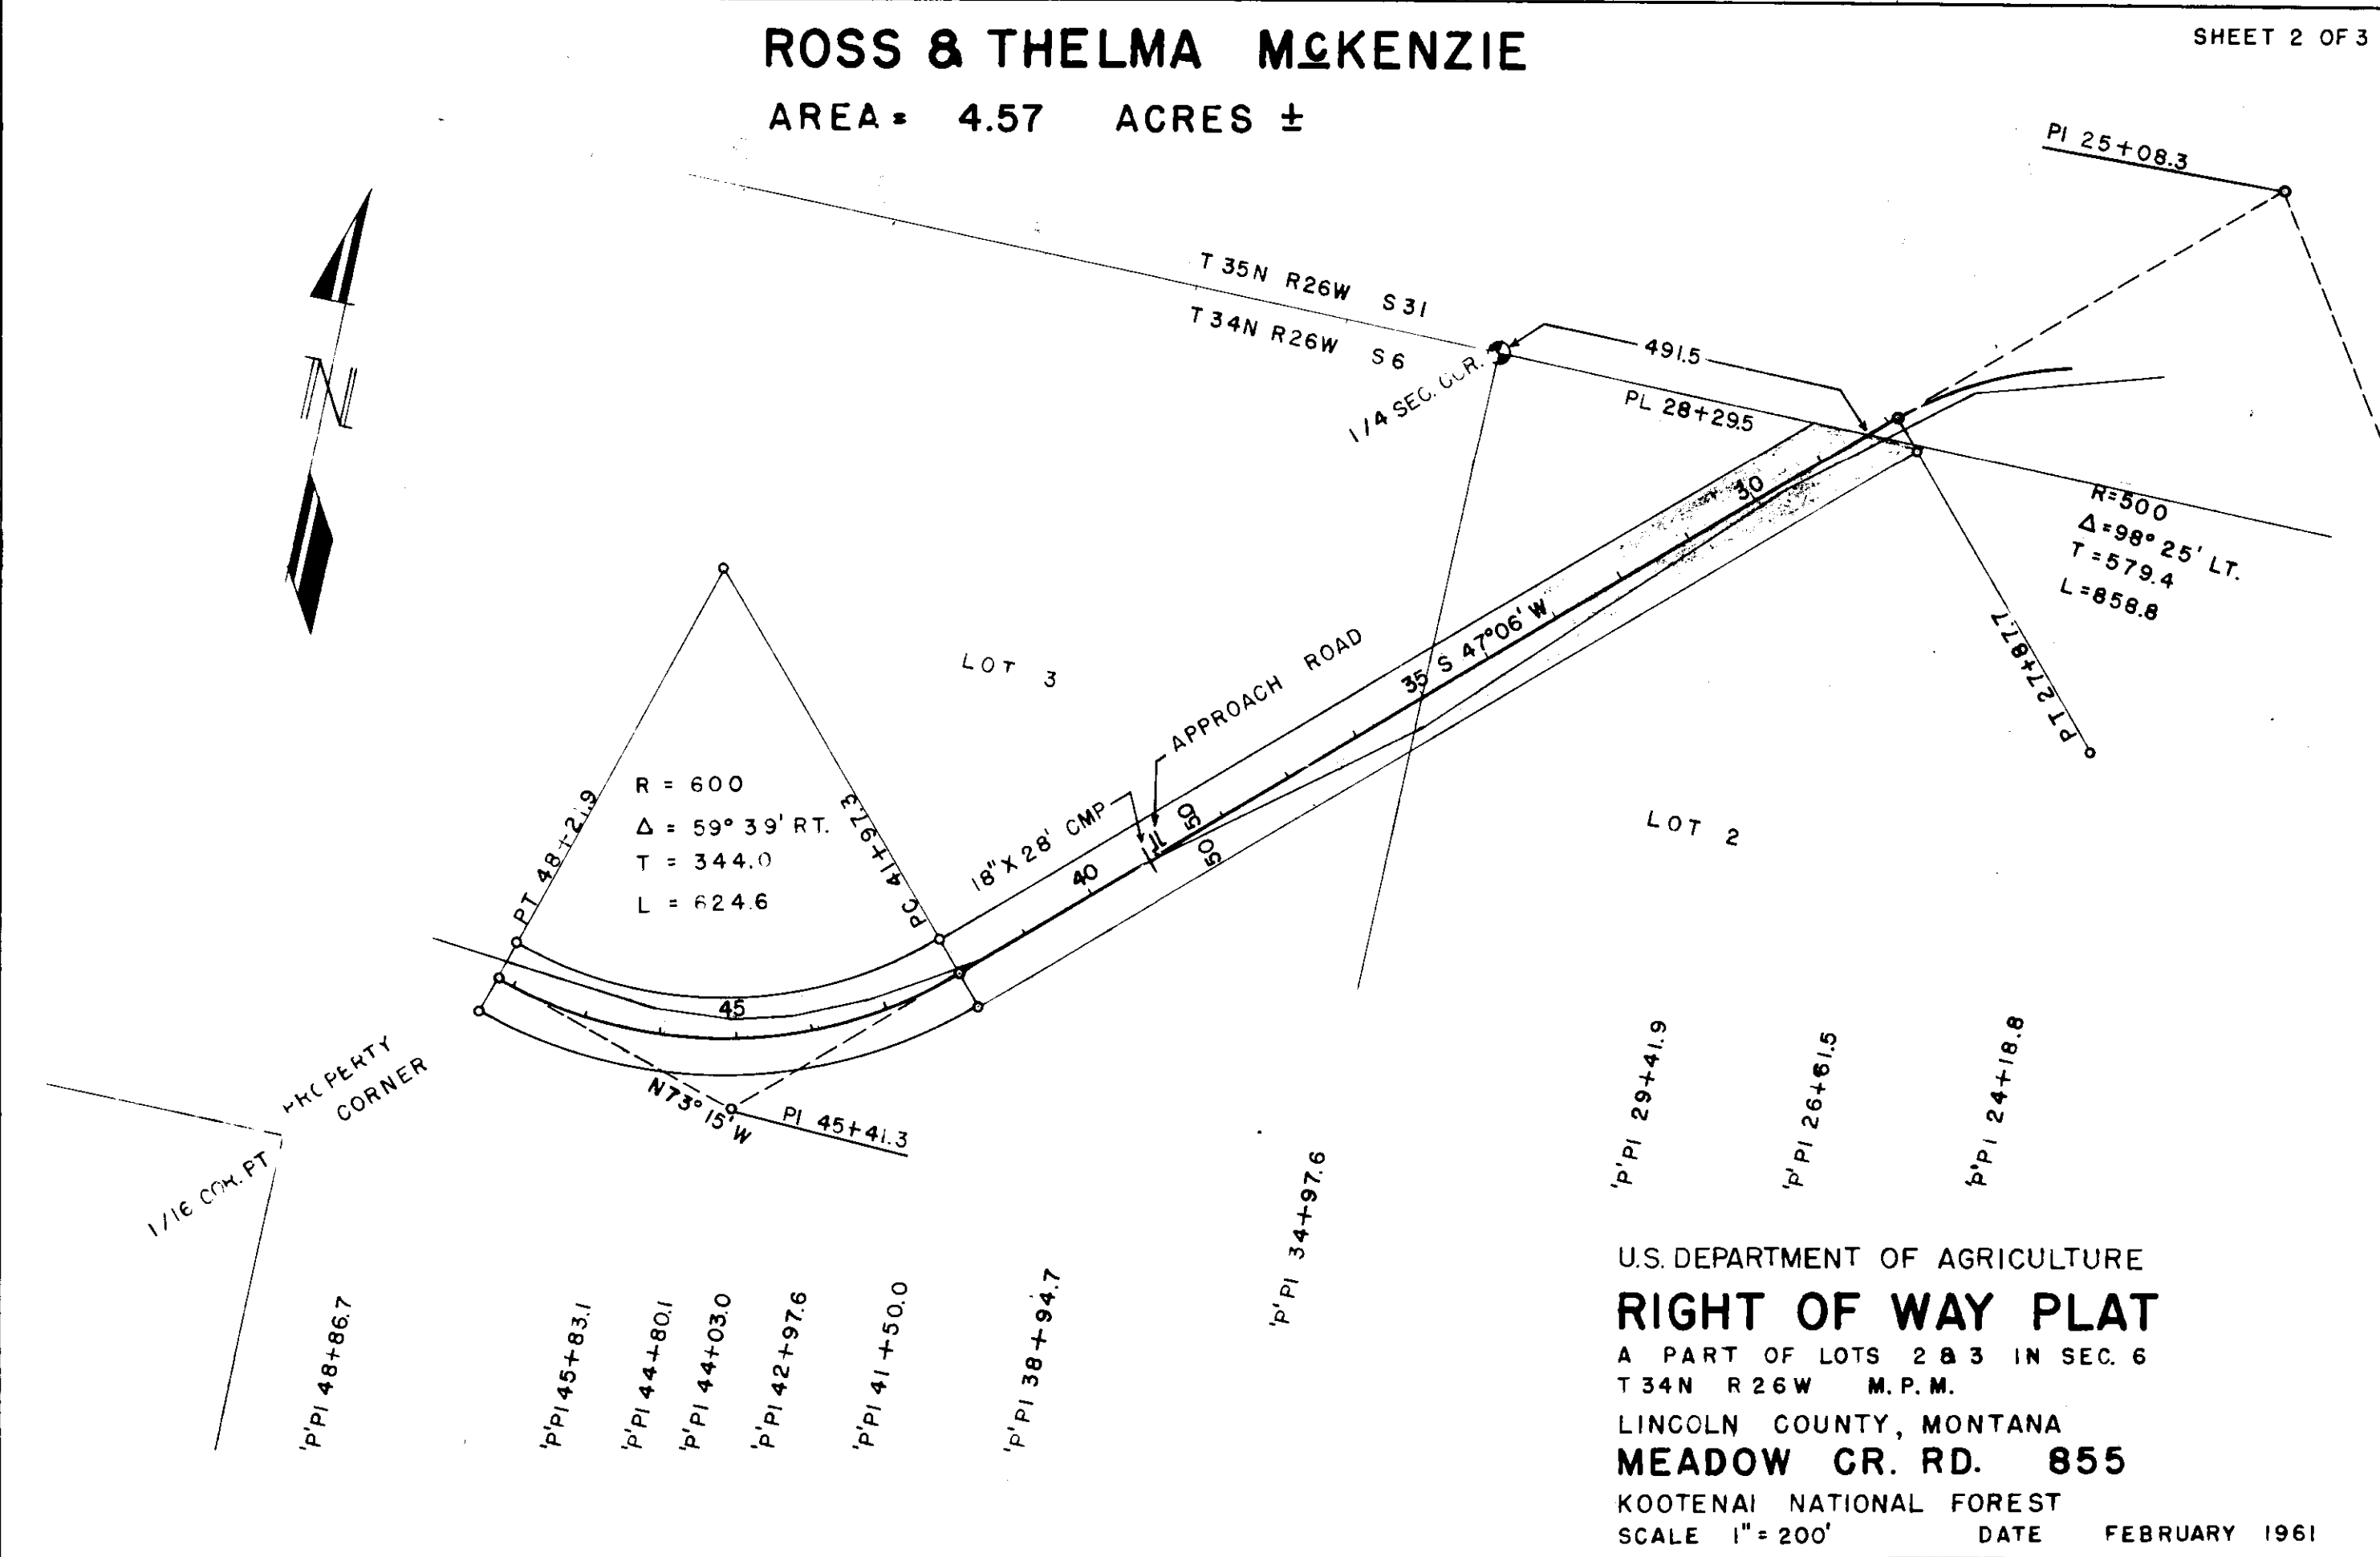 SHEET 2 OF 3
ROSS & THELMA McKENZIE
AREA = 4.57 ACRES ±
PI 25+08.3
T 35N R26W S 31
T 34N R26W S 6
1/4 SEC. COR.
491.5
PL 28+29.5
R=500
Δ=98° 25' LT.
T=579.4
L=858.8
PT 27+87.7
30
S 47°06' W
35
APPROACH ROAD
LOT 3
LOT 2
18" X 28' CMP
50
50
40
N
R = 600
Δ = 59° 39' RT.
T = 344.0
L = 624.6
PT 48+21.9
PC 41+97.3
45
N73°15'W
PI 45+41.3
PROPERTY
CORNER
1/16 COR. PT
'P'PI 48+86.7
'P'PI 45+83.1
'P'PI 44+80.1
'P'PI 44+03.0
'P'PI 42+97.6
'P'PI 41+50.0
'P'PI 38+94.7
'P'PI 34+97.6
'P'PI 29+41.9
'P'PI 26+61.5
'P'PI 24+18.8
U.S. DEPARTMENT OF AGRICULTURE
RIGHT OF WAY PLAT
A PART OF LOTS 2 & 3 IN SEC. 6
T 34N R 26W M.P.M.
LINCOLN COUNTY, MONTANA
MEADOW CR. RD. 855
KOOTENAI NATIONAL FOREST
SCALE 1" = 200' DATE FEBRUARY 1961